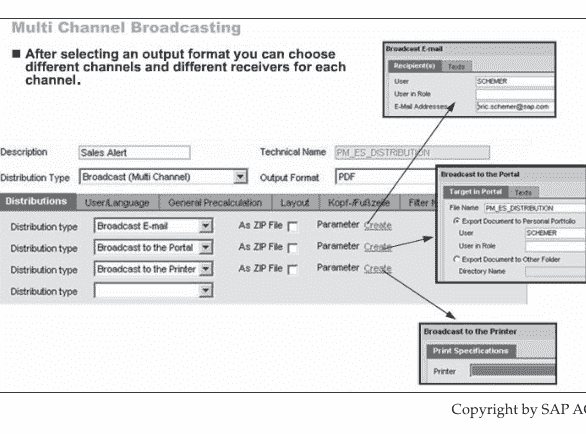 Multi Channel Broadcasting
■ After selecting an output format you can choose
different channels and different receivers for each
channel.
Broadcast E-mail
Recipient(s) Texts
User SCHEMER
User in Role
E-Mail Addresses eric.schemer@sap.com
Description Sales Alert Technical Name PM_ES_DISTRIBUTION
Distribution Type Broadcast (Multi Channel) Output Format PDF
Broadcast to the Portal
Target in Portal Texts
File Name PM_ES_DISTRIBUTION
Export Document to Personal Portfolio
User SCHEMER
User in Role
Export Document to Other Folder
Directory Name
Distributions User/Language General Precalculation Layout Kopf-/Fußzeile Filter N
Distribution type Broadcast E-mail As ZIP File Parameter Create
Distribution type Broadcast to the Portal As ZIP File Parameter Create
Distribution type Broadcast to the Printer As ZIP File Parameter Create
Distribution type
Broadcast to the Printer
Print Specifications
Printer
Copyright by SAP AG